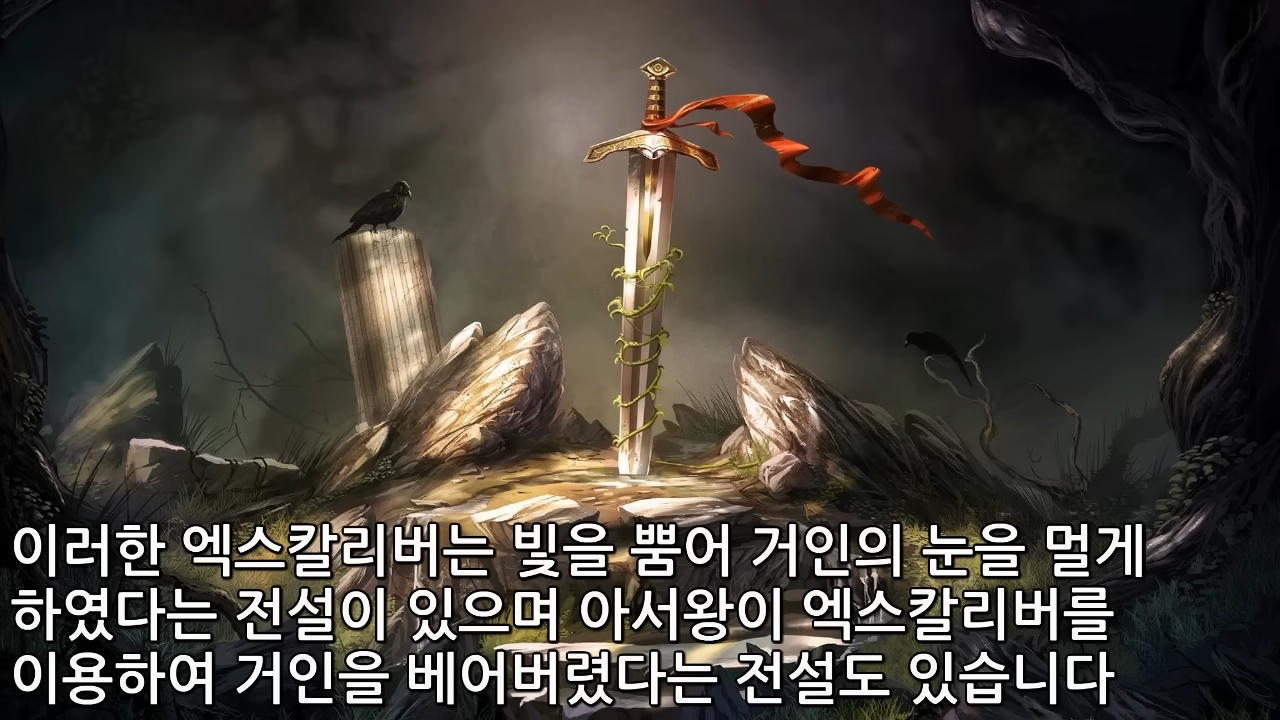 이러한 엑스칼리버는 빛을 뿜어 거인의 눈을 멀게
하였다는 전설이 있으며 아서왕이 엑스칼리버를
이용하여 거인을 베어버렸다는 전설도 있습니다